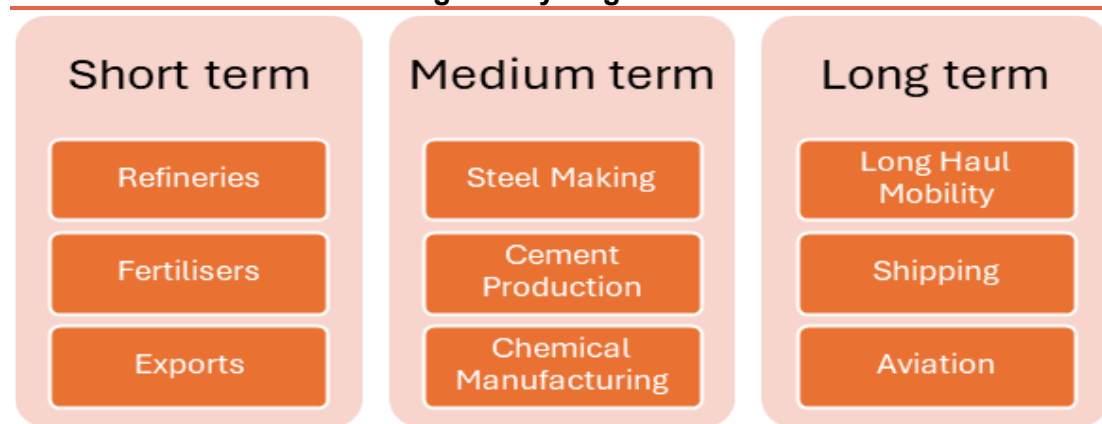 Short term
Refineries
Fertilisers
Exports
Medium term
Steel Making
Cement
Production
Chemical
Manufacturing
Long term
Long Haul
Mobility
Shipping
Aviation